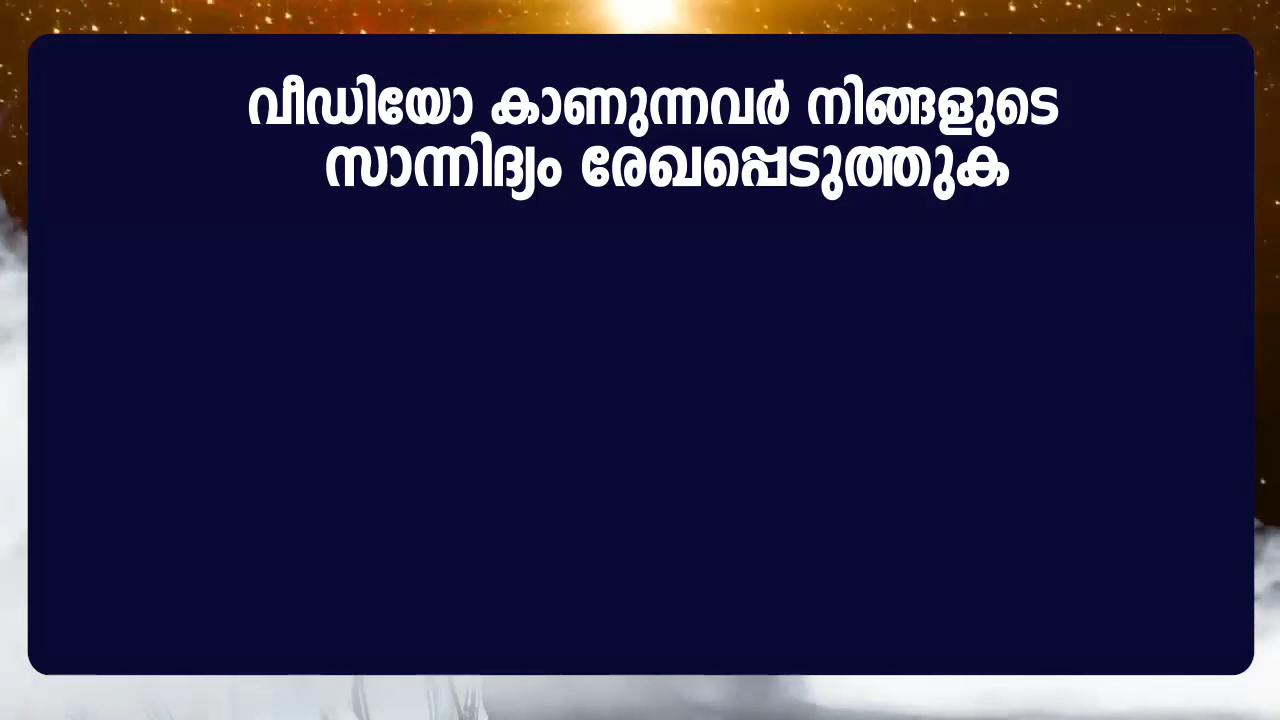 വീഡിയോ കാണുന്നവർ നിങ്ങളുടെ
സാന്നിദ്യം രേഖപ്പെടുത്തുക